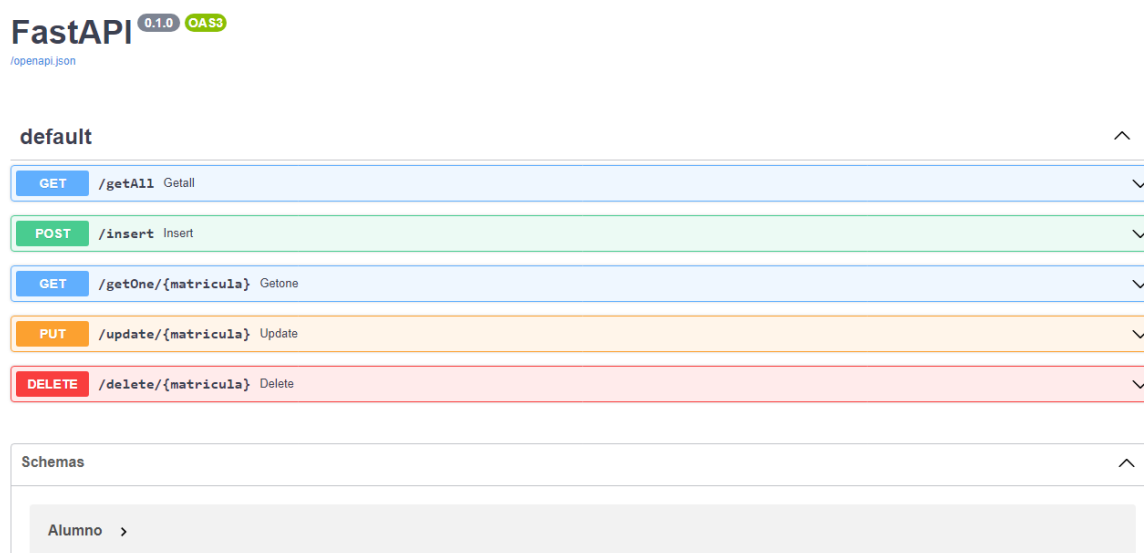 FastAPI 0.1.0 OAS3
/openapi.json
default
GET /getAll Getall
POST /insert Insert
GET /getOne/{matricula} Getone
PUT /update/{matricula} Update
DELETE /delete/{matricula} Delete
Schemas
Alumno